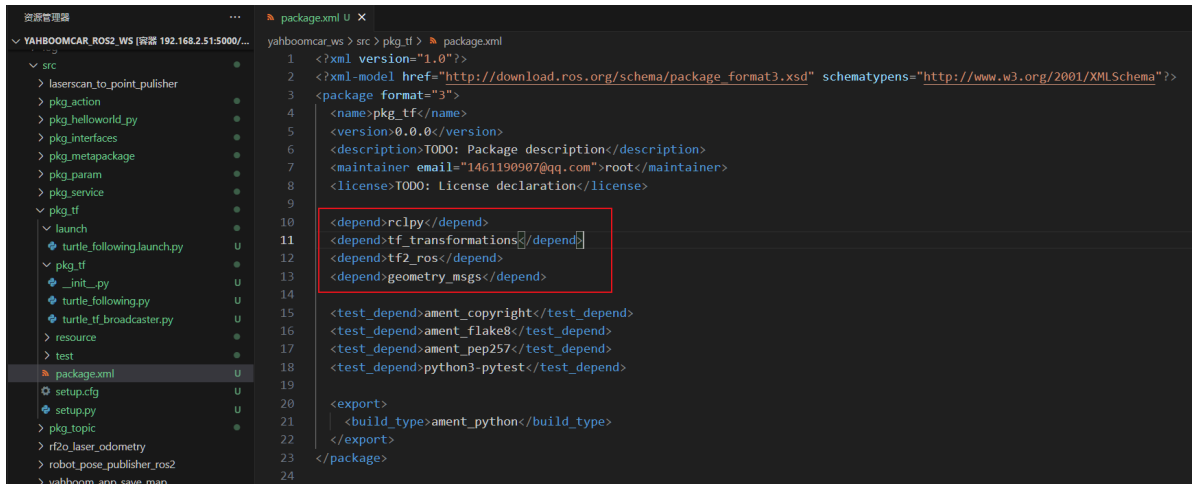 资源管理器
YAHBOOMCAR_ROS2_WS [容器 192.168.2.51:5000/...
src
laserscan_to_point_pulisher
pkg_action
pkg_helloworld_py
pkg_interfaces
pkg_metapackage
pkg_param
pkg_service
pkg_tf
launch
turtle_following.launch.py U
pkg_tf
__init__.py U
turtle_following.py U
turtle_tf_broadcaster.py U
resource
test
package.xml U
setup.cfg U
setup.py U
pkg_topic
rf2o_laser_odometry
robot_pose_publisher_ros2
yahboom_app_save_map
package.xml U
yahboomcar_ws > src > pkg_tf > package.xml
1 <?xml version="1.0"?>
2 <?xml-model href="http://download.ros.org/schema/package_format3.xsd" schematypens="http://www.w3.org/2001/XMLSchema"?>
3 <package format="3">
4 <name>pkg_tf</name>
5 <version>0.0.0</version>
6 <description>TODO: Package description</description>
7 <maintainer email="1461190907@qq.com">root</maintainer>
8 <license>TODO: License declaration</license>
9
10 <depend>rclpy</depend>
11 <depend>tf_transformations</depend>
12 <depend>tf2_ros</depend>
13 <depend>geometry_msgs</depend>
14
15 <test_depend>ament_copyright</test_depend>
16 <test_depend>ament_flake8</test_depend>
17 <test_depend>ament_pep257</test_depend>
18 <test_depend>python3-pytest</test_depend>
19
20 <export>
21 <build_type>ament_python</build_type>
22 </export>
23 </package>
24